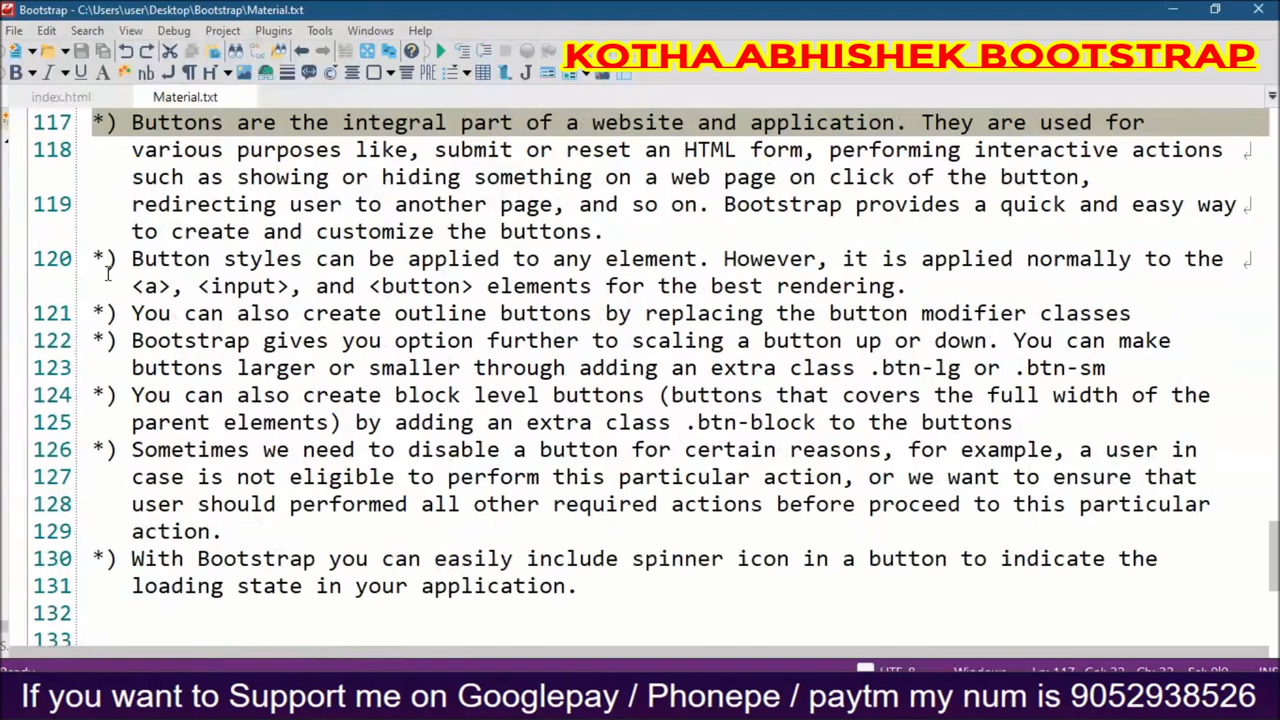 Bootstrap - C:\Users\user\Desktop\Bootstrap\Material.txt
File Edit Search View Debug Project Plugins Tools Windows Help
KOTHA ABHISHEK BOOTSTRAP
B I U A nb ¶ H © PRE
index.html Material.txt
117 *) Buttons are the integral part of a website and application. They are used for
118 various purposes like, submit or reset an HTML form, performing interactive actions
such as showing or hiding something on a web page on click of the button,
119 redirecting user to another page, and so on. Bootstrap provides a quick and easy way
to create and customize the buttons.
120 *) Button styles can be applied to any element. However, it is applied normally to the
<a>, <input>, and <button> elements for the best rendering.
121 *) You can also create outline buttons by replacing the button modifier classes
122 *) Bootstrap gives you option further to scaling a button up or down. You can make
123 buttons larger or smaller through adding an extra class .btn-lg or .btn-sm
124 *) You can also create block level buttons (buttons that covers the full width of the
125 parent elements) by adding an extra class .btn-block to the buttons
126 *) Sometimes we need to disable a button for certain reasons, for example, a user in
127 case is not eligible to perform this particular action, or we want to ensure that
128 user should performed all other required actions before proceed to this particular
129 action.
130 *) With Bootstrap you can easily include spinner icon in a button to indicate the
131 loading state in your application.
132
133
If you want to Support me on Googlepay / Phonepe / paytm my num is 9052938526